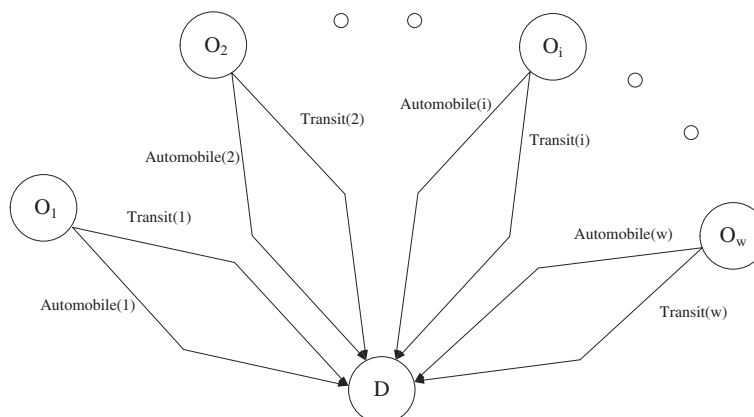 O2
Oi
Automobile(i)
Transit(2)
Transit(i)
Automobile(2)
O1
Transit(1)
Automobile(w)
Ow
Automobile(1)
Transit(w)
D